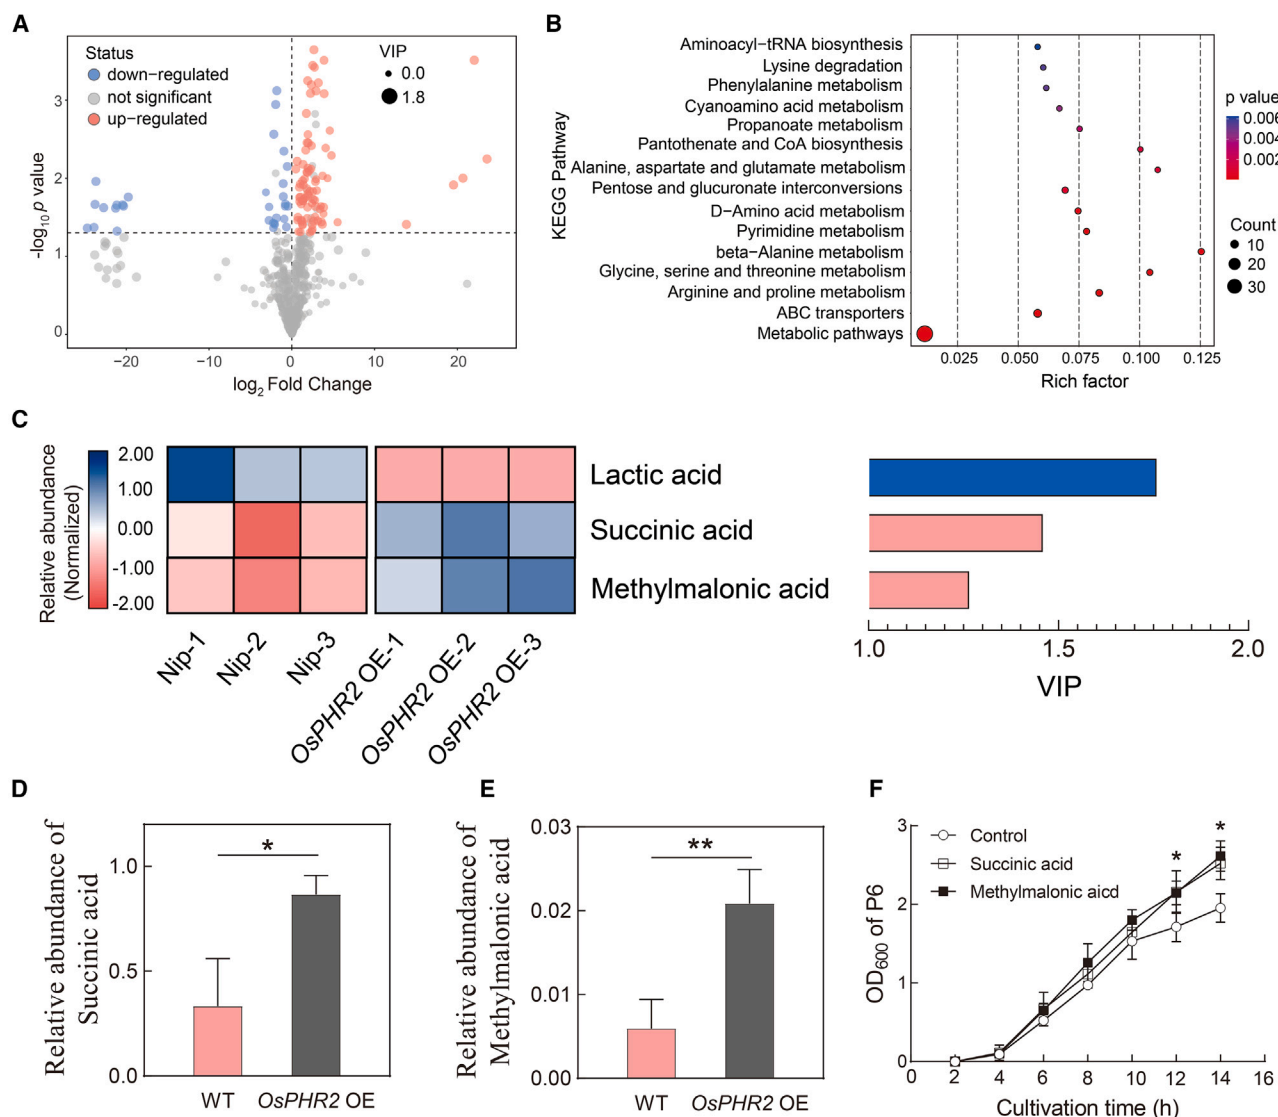 A
Status
down-regulated
not significant
up-regulated
VIP
0.0
1.8
-log10 p value
3
2
1
0
-20
-10
0
10
20
log2 Fold Change
B
KEGG Pathway
Aminoacyl-tRNA biosynthesis
Lysine degradation
Phenylalanine metabolism
Cyanoamino acid metabolism
Propanoate metabolism
Pantothenate and CoA biosynthesis
Alanine, aspartate and glutamate metabolism
Pentose and glucuronate interconversions
D-Amino acid metabolism
Pyrimidine metabolism
beta-Alanine metabolism
Glycine, serine and threonine metabolism
Arginine and proline metabolism
ABC transporters
Metabolic pathways
0.025
0.050
0.075
0.100
0.125
Rich factor
p value
0.006
0.004
0.002
Count
10
20
30
C
Relative abundance
(Normalized)
2.00
1.00
0.00
-1.00
-2.00
Lactic acid
Succinic acid
Methylmalonic acid
Nip-1
Nip-2
Nip-3
OsPHR2 OE-1
OsPHR2 OE-2
OsPHR2 OE-3
1.0
1.5
2.0
VIP
D
Relative abundance of
Succinic acid
1.0
0.5
0.0
*
WT
OsPHR2 OE
E
Relative abundance of
Methylmalonic acid
0.03
0.02
0.01
0.00
**
WT
OsPHR2 OE
F
OD600 of P6
3
2
1
0
Control
Succinic acid
Methylmalonic aicd
*
*
0
2
4
6
8
10
12
14
16
Cultivation time (h)